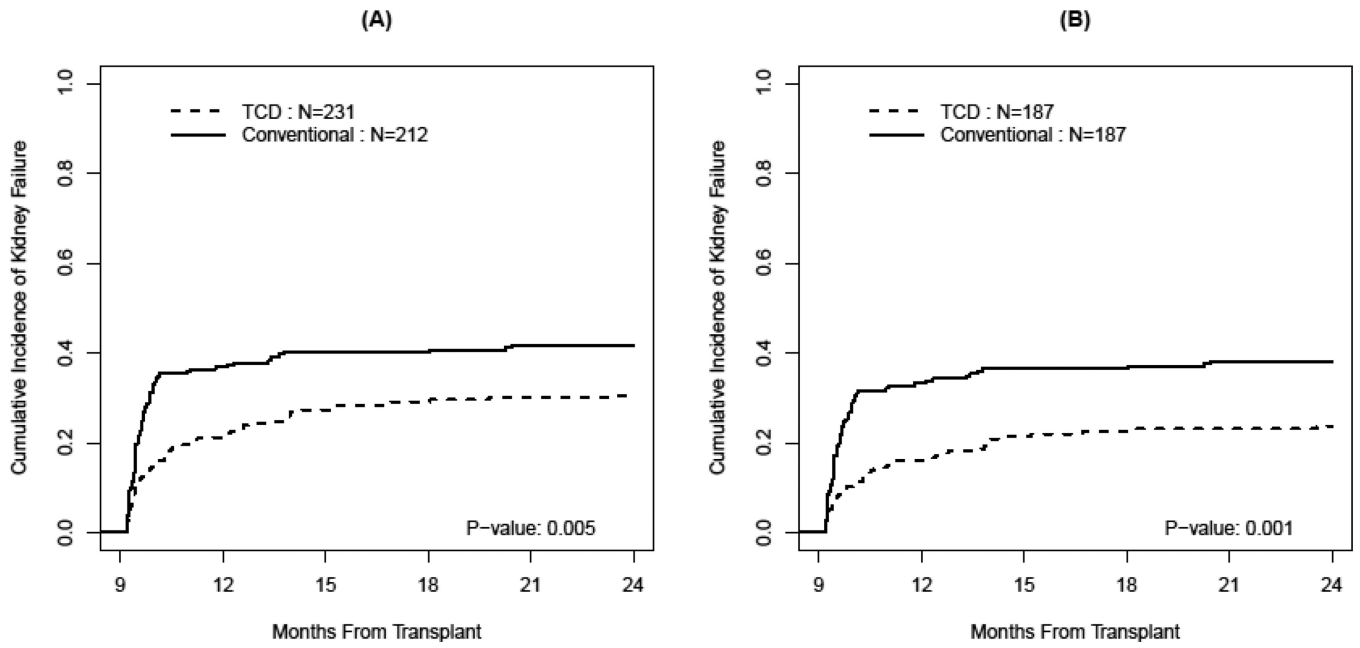 (A)
Cumulative Incidence of Kidney Failure
1.0
0.8
0.6
0.4
0.2
0.0
TCD : N=231
Conventional : N=212
P−value: 0.005
9 12 15 18 21 24
Months From Transplant
(B)
Cumulative Incidence of Kidney Failure
1.0
0.8
0.6
0.4
0.2
0.0
TCD : N=187
Conventional : N=187
P−value: 0.001
9 12 15 18 21 24
Months From Transplant